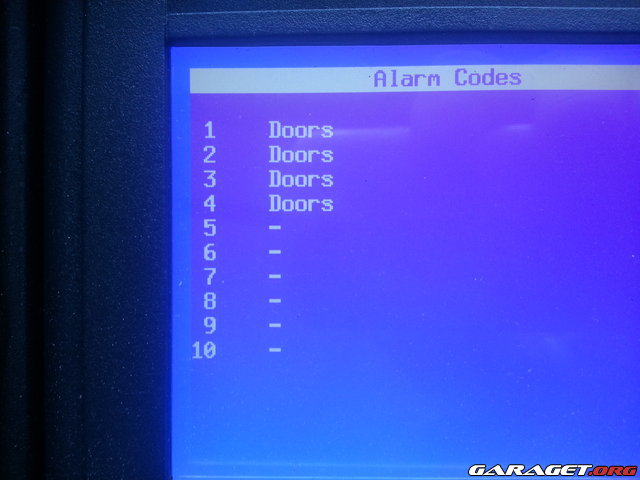 Alarm Codes
1 Doors
2 Doors
3 Doors
4 Doors
5 -
6 -
7 -
8 -
9 -
10 -
GARAGET.ORG